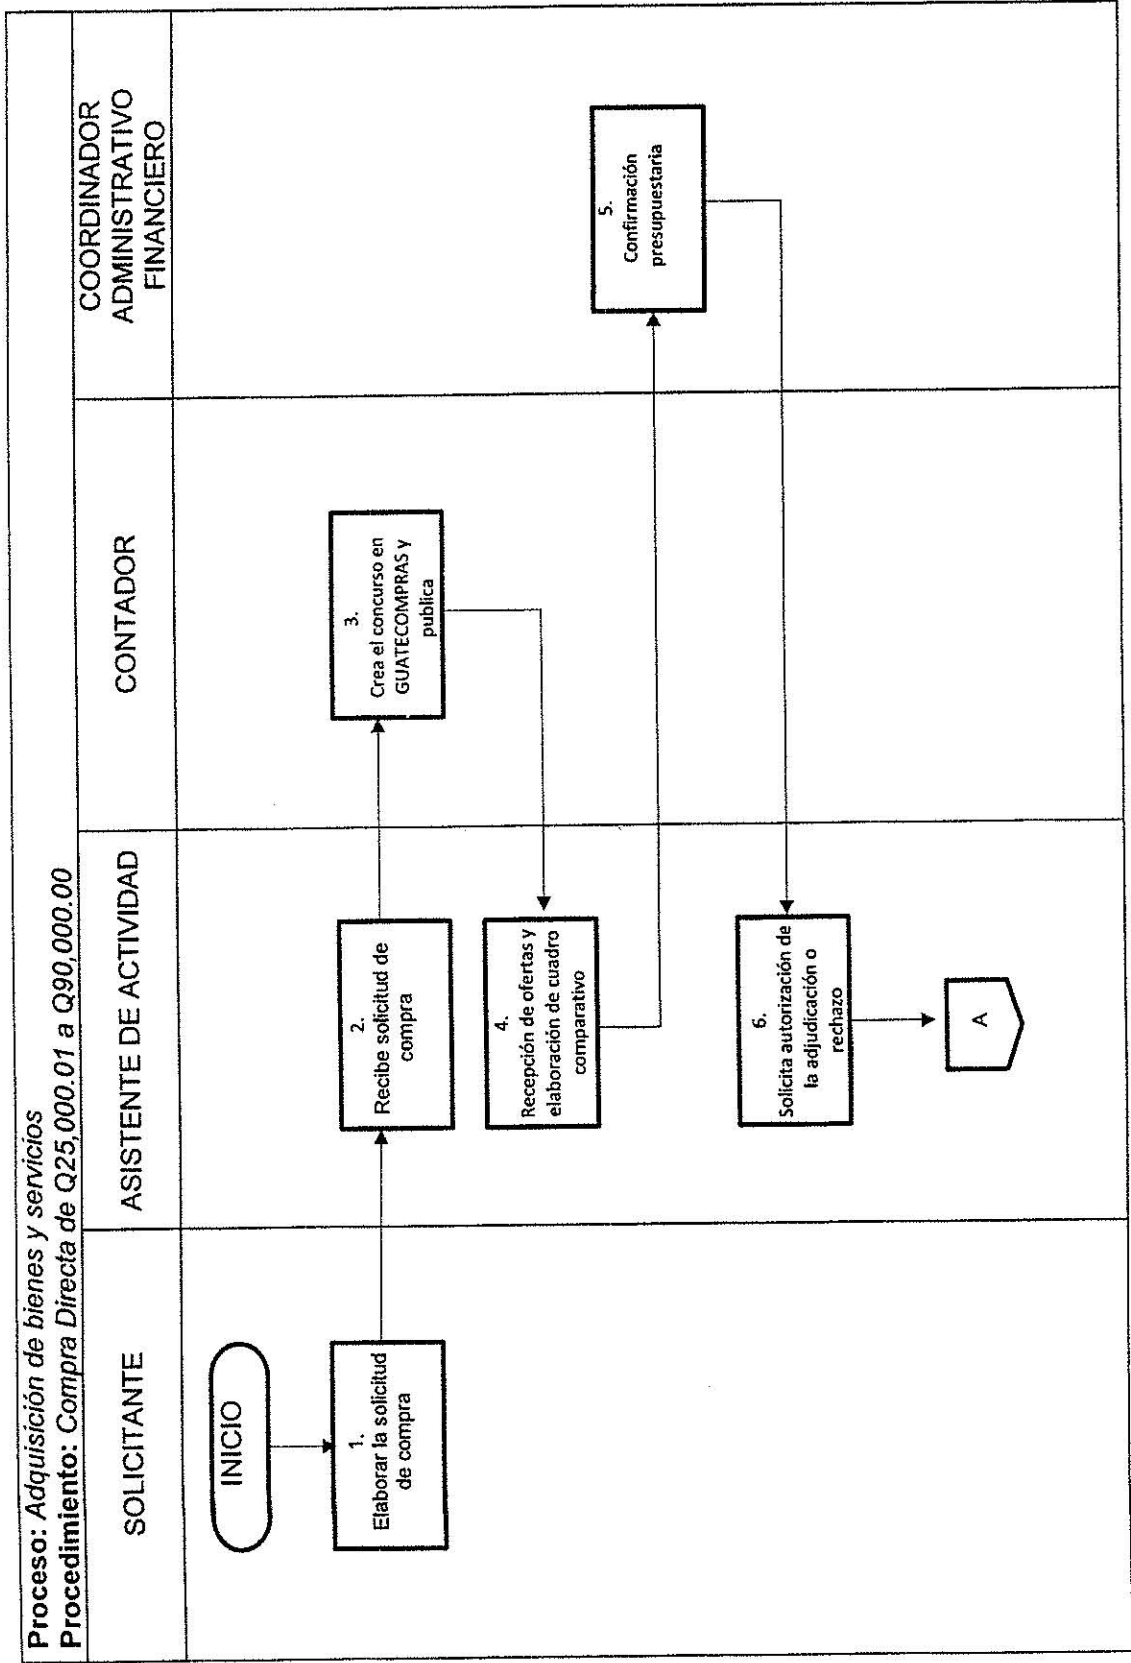 Proceso: Adquisición de bienes y servicios
Procedimiento: Compra Directa de Q25,000.01 a Q90,000.00
SOLICITANTE
ASISTENTE DE ACTIVIDAD
CONTADOR
COORDINADOR
ADMINISTRATIVO
FINANCIERO
INICIO
1.
Elaborar la solicitud
de compra
2.
Recibe solicitud de
compra
3.
Crea el concurso en
GUATECOMPRAS y
publica
4.
Recepción de ofertas y
elaboración de cuadro
comparativo
5.
Confirmación
presupuestaria
6.
Solicita autorización de
la adjudicación o
rechazo
A